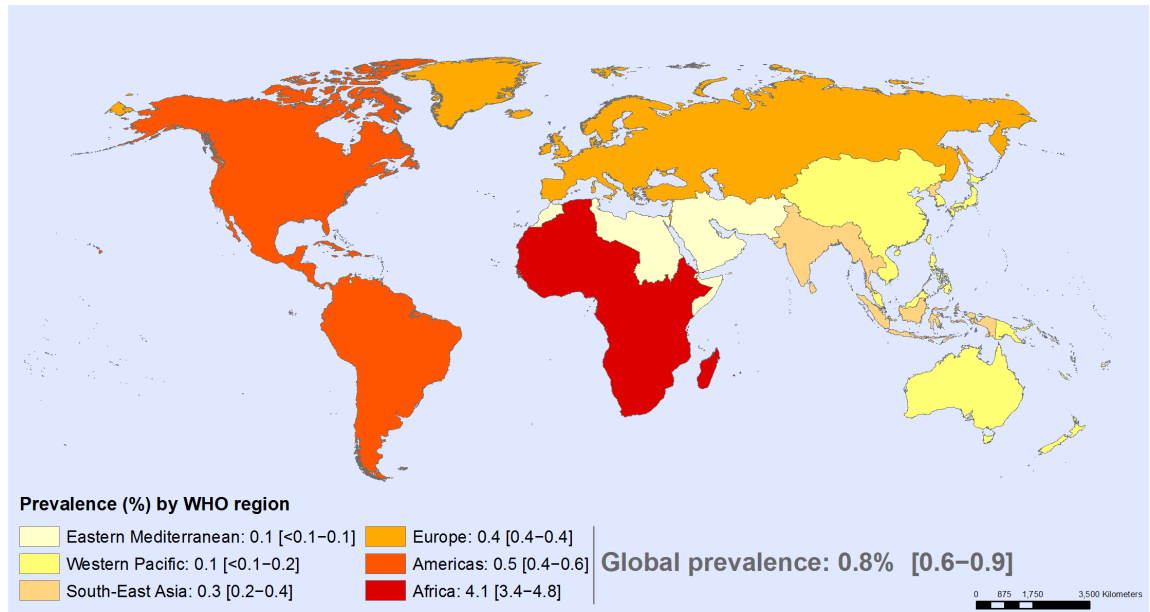 Prevalence (%) by WHO region
Eastern Mediterranean: 0.1 [<0.1–0.1]
Western Pacific: 0.1 [<0.1–0.2]
South-East Asia: 0.3 [0.2–0.4]
Europe: 0.4 [0.4–0.4]
Americas: 0.5 [0.4–0.6]
Africa: 4.1 [3.4–4.8]
Global prevalence: 0.8% [0.6–0.9]
0 875 1,750 3,500 Kilometers